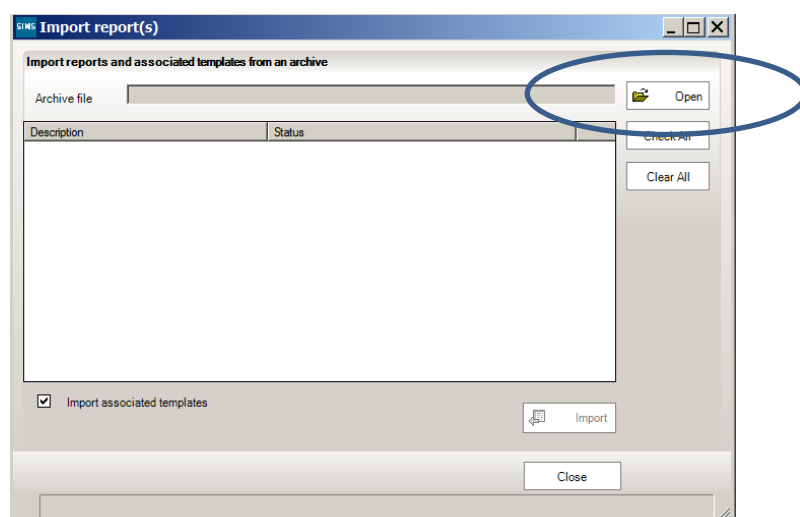 SIMS Import report(s)
Import reports and associated templates from an archive
Archive file
Open
Description Status
Check All
Clear All
Import associated templates
Import
Close